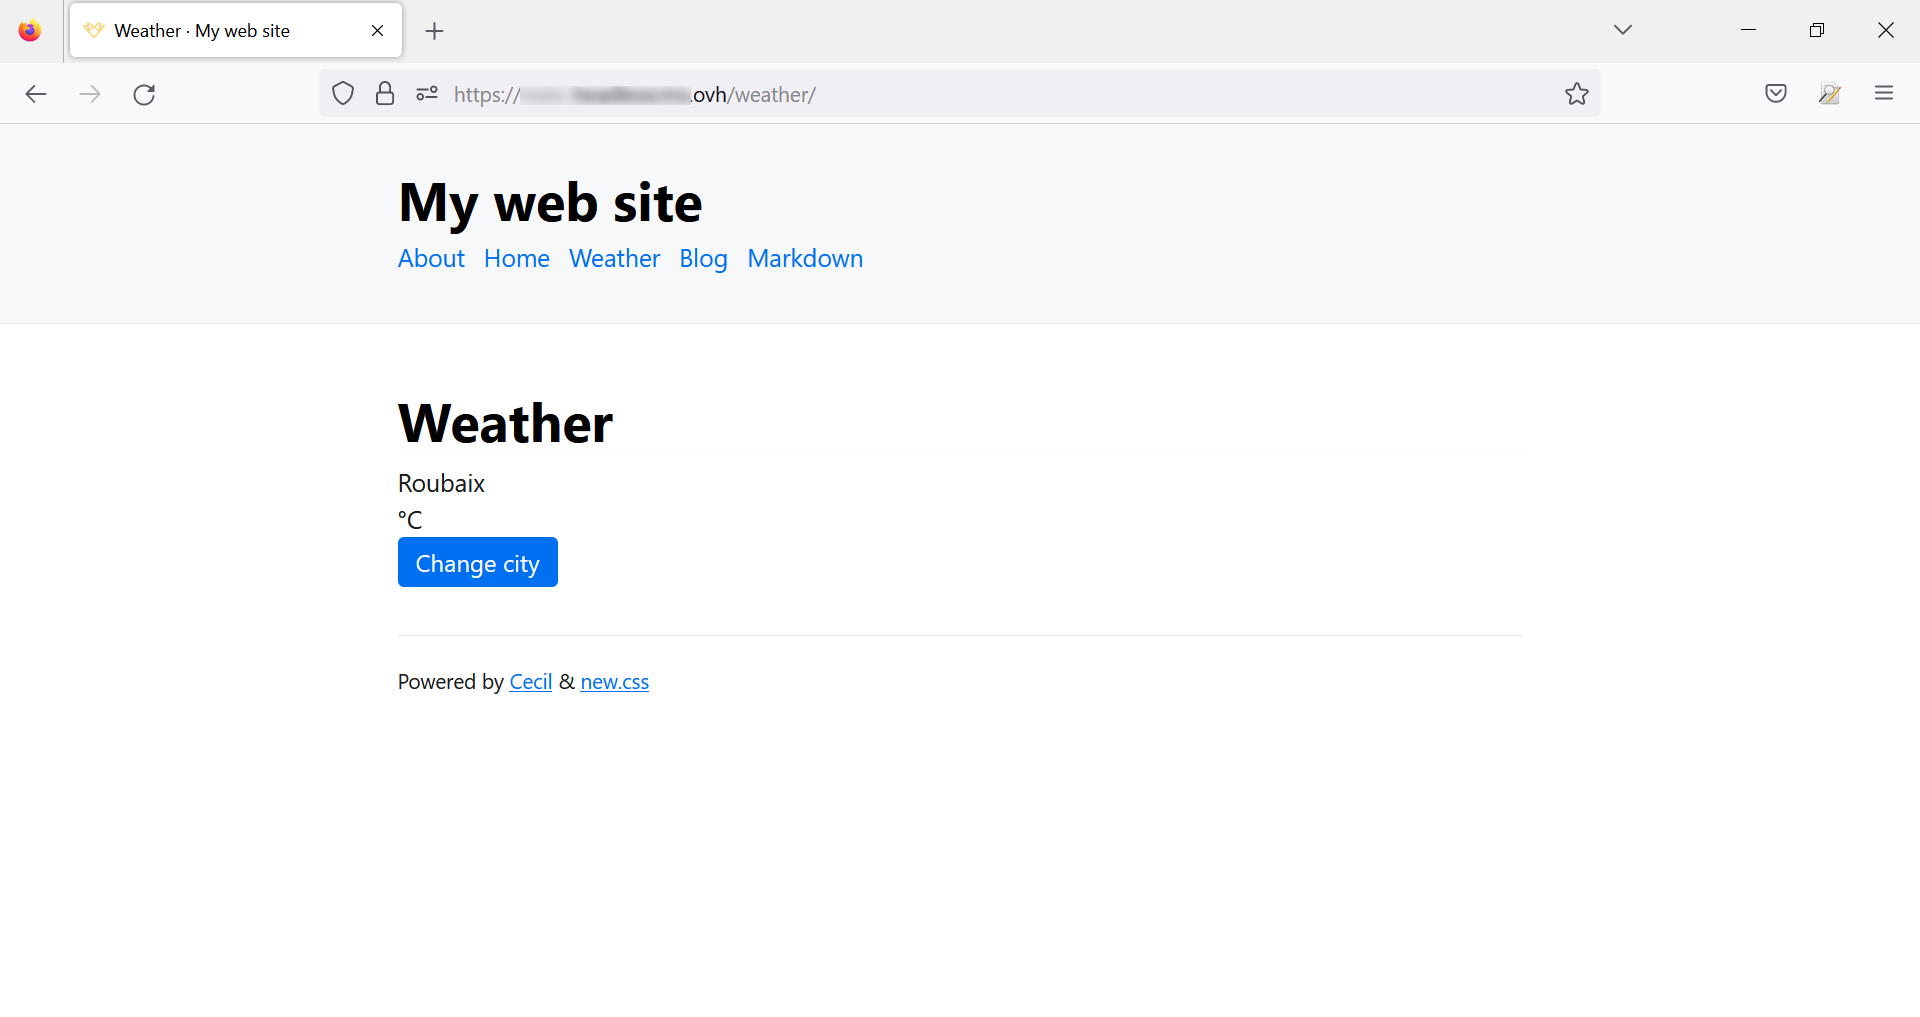 Weather · My web site
https:// .ovh/weather/
My web site
About Home Weather Blog Markdown
Weather
Roubaix
°C
Change city
Powered by Cecil & new.css